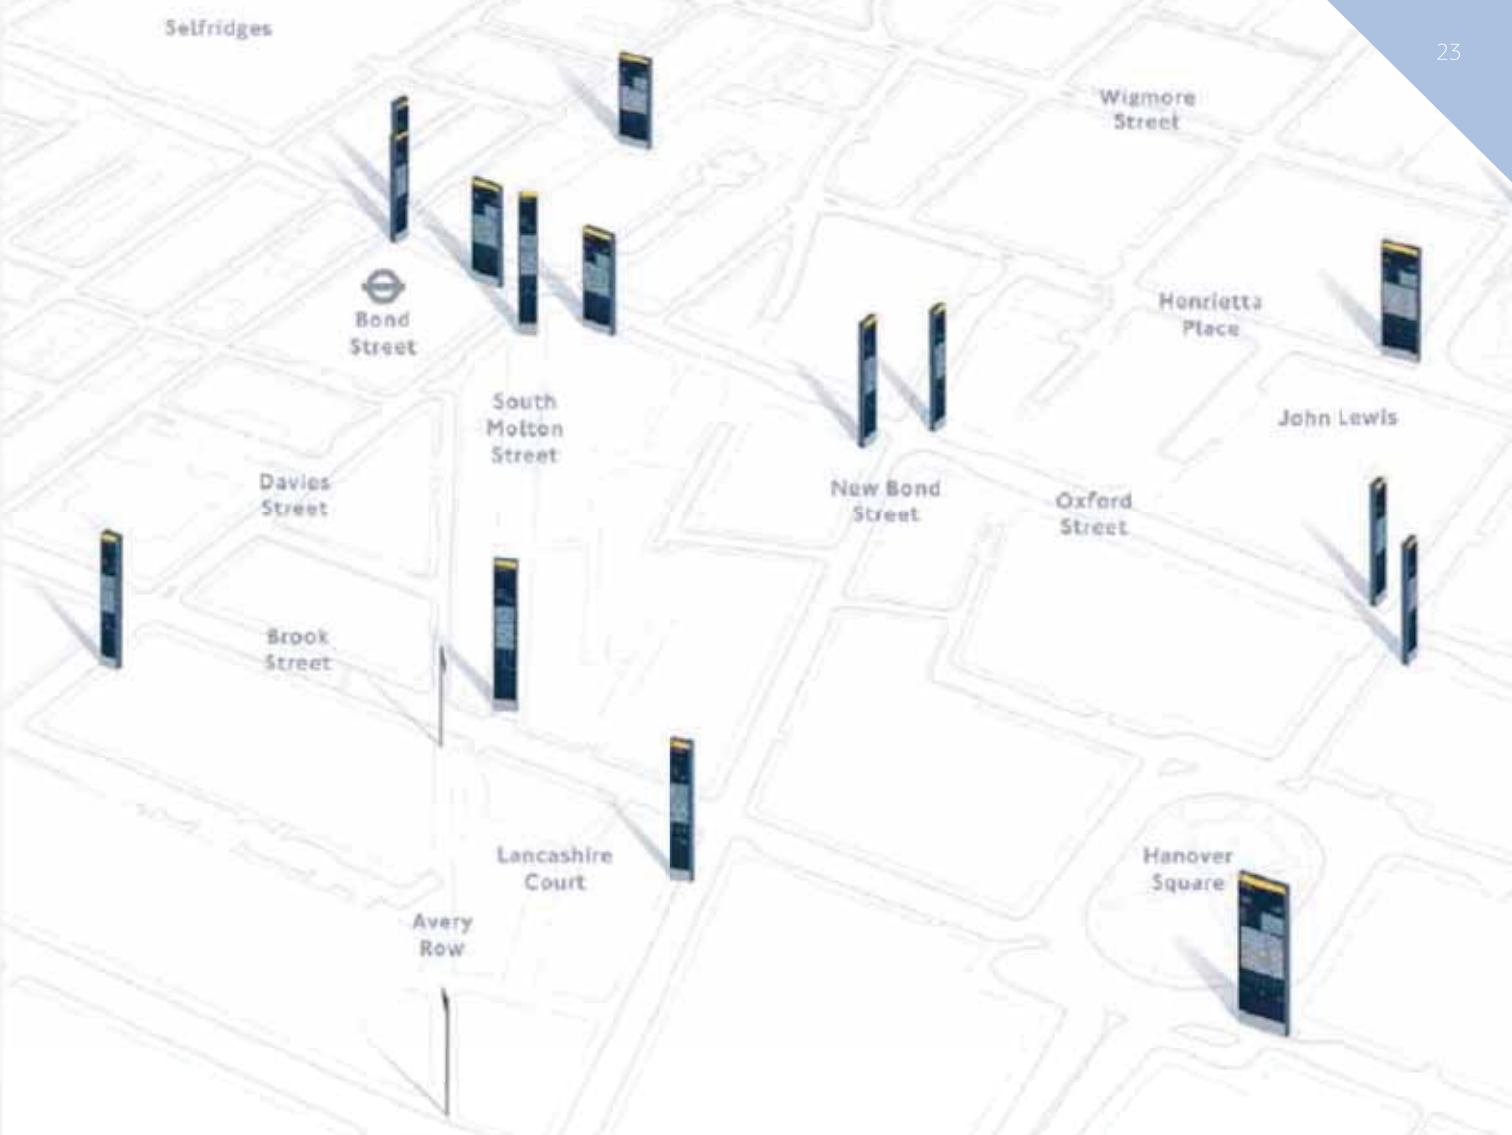 Selfridges
23
Wigmore
Street
Bond
Street
Henrietta
Place
South
Molton
Street
John Lewis
Davies
Street
New Bond
Street
Oxford
Street
Brook
Street
Lancashire
Court
Hanover
Square
Avery
Row